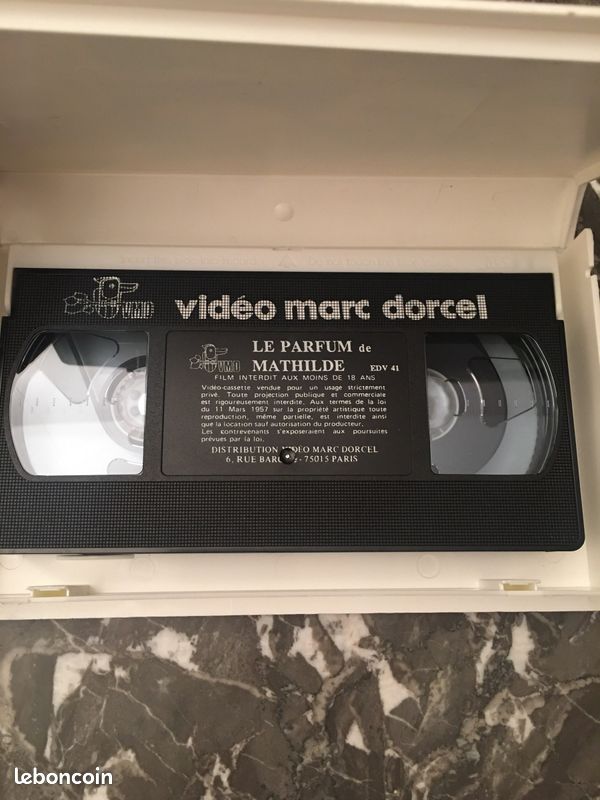 VMD vidéo marc dorcel
LE PARFUM de
VMD MATHILDE EDV 41
FILM INTERDIT AUX MOINS DE 18 ANS
Vidéo-cassette vendue pour un usage strictement
privé. Toute projection publique et commerciale
est rigoureusement interdite. Aux termes de la loi
du 11 Mars 1957 sur la propriété artistique toute
reproduction, même partielle, est interdite ainsi
que la location sauf autorisation du producteur.
Les contrevenants s'exposeraient aux poursuites
prévues par la loi.
DISTRIBUTION VIDEO MARC DORCEL
6, RUE - 75015 PARIS
leboncoin